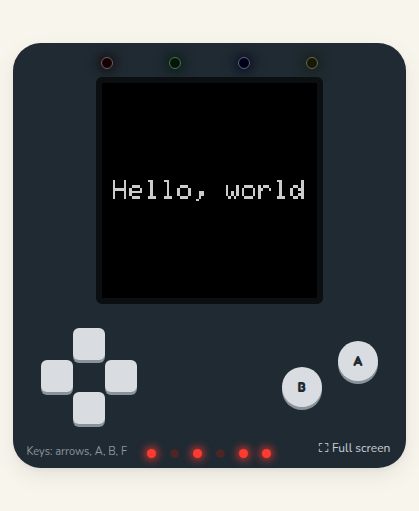 Hello, world
A
B
Keys: arrows, A, B, F
Full screen